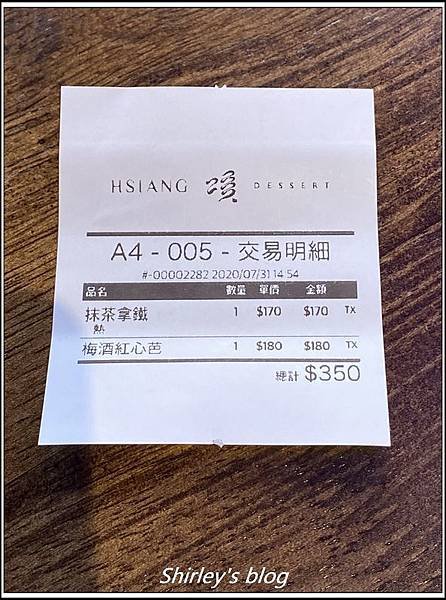 HSIANG 項 DESSERT
A4 - 005 - 交易明細
#-00002282 2020/07/31 14:54
品名 數量 單價 金額
抹茶拿鐵 1 $170 $170 TX
熱
梅酒紅心芭 1 $180 $180 TX
總計 $350
Shirley's blog